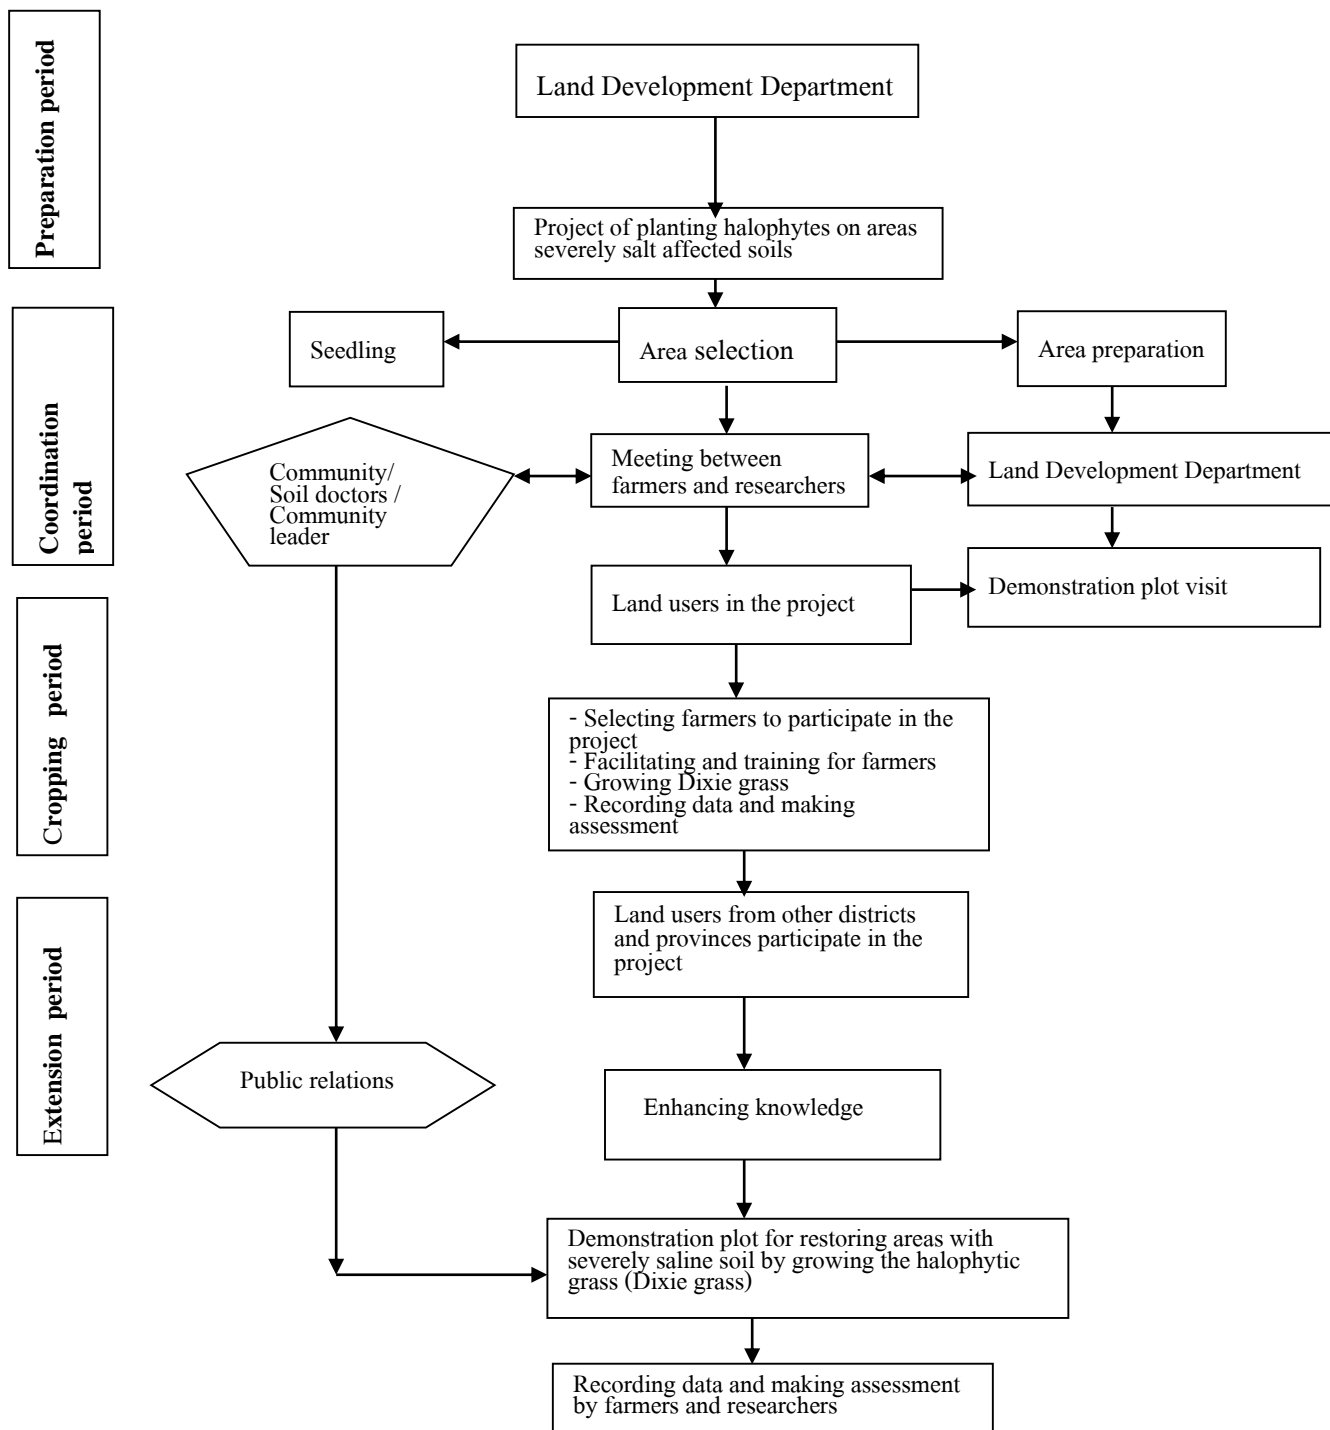 Preparation period
Land Development Department
Project of planting halophytes on areas
severely salt affected soils
Coordination
period
Seedling
Area selection
Area preparation
Community/
Soil doctors /
Community
leader
Meeting between
farmers and researchers
Land Development Department
Land users in the project
Demonstration plot visit
Cropping period
- Selecting farmers to participate in the
project
- Facilitating and training for farmers
- Growing Dixie grass
- Recording data and making
assessment
Extension period
Land users from other districts
and provinces participate in the
project
Public relations
Enhancing knowledge
Demonstration plot for restoring areas with
severely saline soil by growing the halophytic
grass (Dixie grass)
Recording data and making assessment
by farmers and researchers